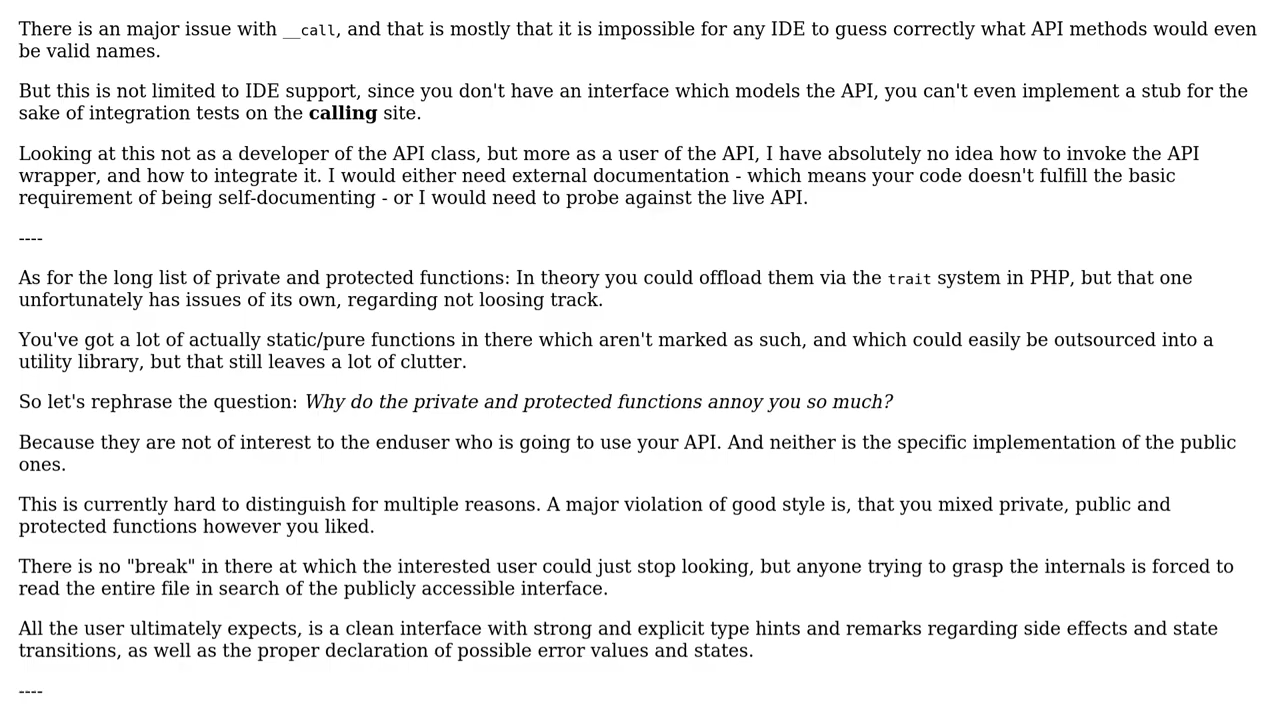 There is an major issue with __call, and that is mostly that it is impossible for any IDE to guess correctly what API methods would even
be valid names.
But this is not limited to IDE support, since you don't have an interface which models the API, you can't even implement a stub for the
sake of integration tests on the calling site.
Looking at this not as a developer of the API class, but more as a user of the API, I have absolutely no idea how to invoke the API
wrapper, and how to integrate it. I would either need external documentation - which means your code doesn't fulfill the basic
requirement of being self-documenting - or I would need to probe against the live API.
----
As for the long list of private and protected functions: In theory you could offload them via the trait system in PHP, but that one
unfortunately has issues of its own, regarding not loosing track.
You've got a lot of actually static/pure functions in there which aren't marked as such, and which could easily be outsourced into a
utility library, but that still leaves a lot of clutter.
So let's rephrase the question: Why do the private and protected functions annoy you so much?
Because they are not of interest to the enduser who is going to use your API. And neither is the specific implementation of the public
ones.
This is currently hard to distinguish for multiple reasons. A major violation of good style is, that you mixed private, public and
protected functions however you liked.
There is no "break" in there at which the interested user could just stop looking, but anyone trying to grasp the internals is forced to
read the entire file in search of the publicly accessible interface.
All the user ultimately expects, is a clean interface with strong and explicit type hints and remarks regarding side effects and state
transitions, as well as the proper declaration of possible error values and states.
----